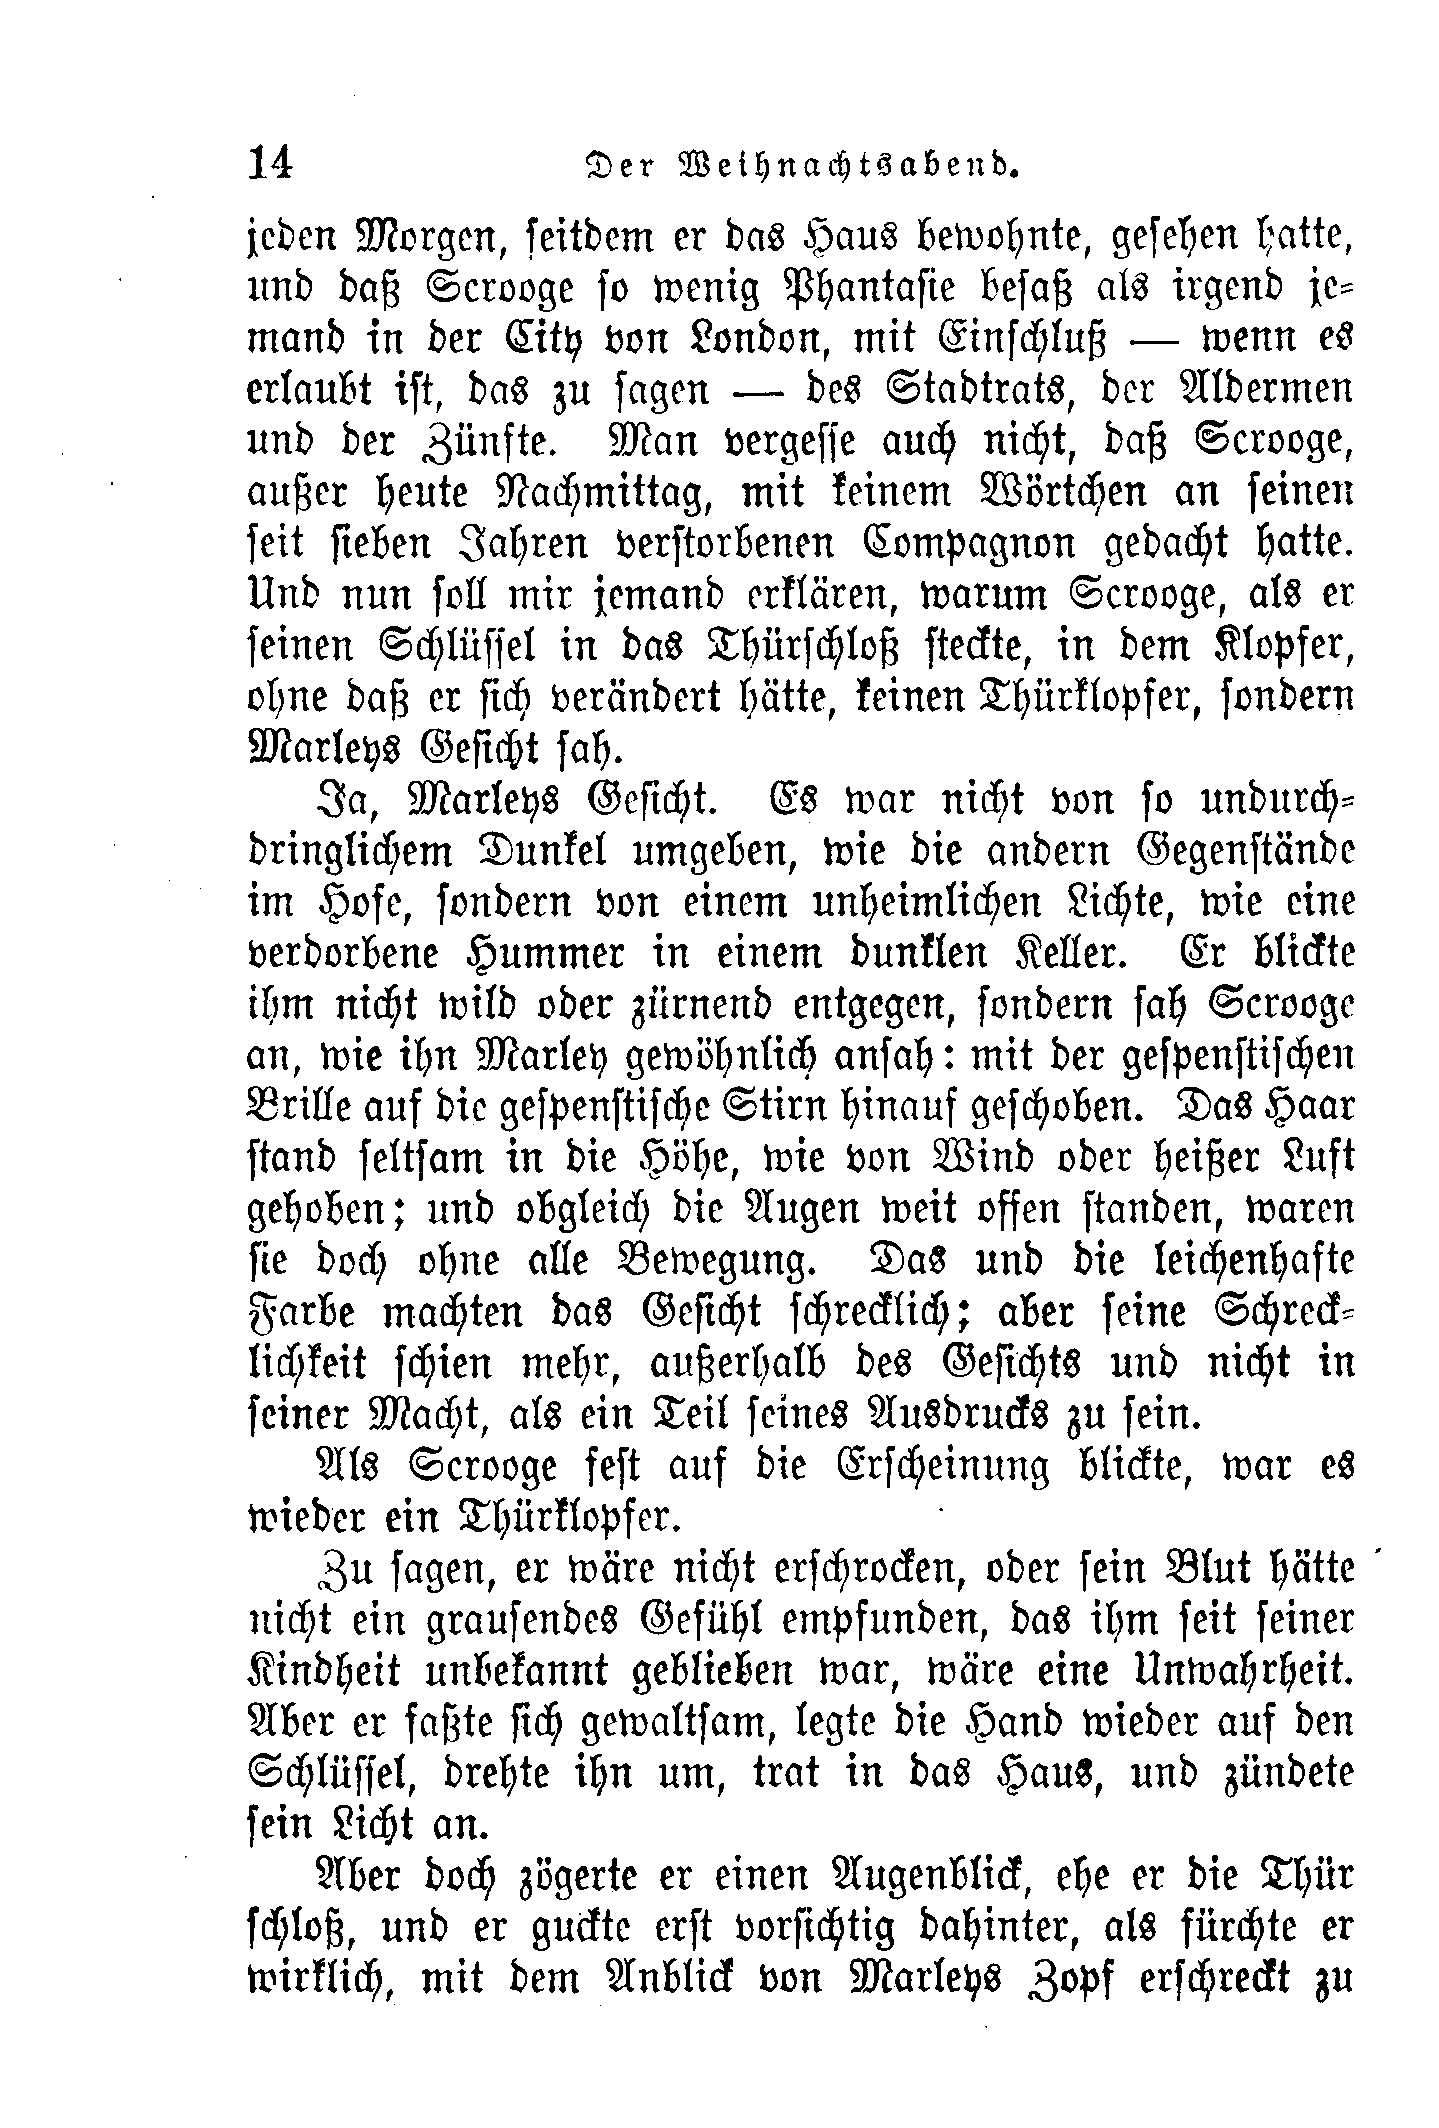 14 Der Weihnachtsabend.
jeden Morgen, seitdem er das Haus bewohnte, gesehen hatte,
und daß Scrooge so wenig Phantasie besaß als irgend je-
mand in der City von London, mit Einschluß — wenn es
erlaubt ist, das zu sagen — des Stadtrats, der Aldermen
und der Zünfte. Man vergesse auch nicht, daß Scrooge,
außer heute Nachmittag, mit keinem Wörtchen an seinen
seit sieben Jahren verstorbenen Compagnon gedacht hatte.
Und nun soll mir jemand erklären, warum Scrooge, als er
seinen Schlüssel in das Thürschloß steckte, in dem Klopfer,
ohne daß er sich verändert hätte, keinen Thürklopfer, sondern
Marleys Gesicht sah.
Ja, Marleys Gesicht. Es war nicht von so undurch-
dringlichem Dunkel umgeben, wie die andern Gegenstände
im Hofe, sondern von einem unheimlichen Lichte, wie eine
verdorbene Hummer in einem dunklen Keller. Er blickte
ihm nicht wild oder zürnend entgegen, sondern sah Scrooge
an, wie ihn Marley gewöhnlich ansah: mit der gespenstischen
Brille auf die gespenstische Stirn hinauf geschoben. Das Haar
stand seltsam in die Höhe, wie von Wind oder heißer Luft
gehoben; und obgleich die Augen weit offen standen, waren
sie doch ohne alle Bewegung. Das und die leichenhafte
Farbe machten das Gesicht schrecklich; aber seine Schreck-
lichkeit schien mehr, außerhalb des Gesichts und nicht in
seiner Macht, als ein Teil seines Ausdrucks zu sein.
Als Scrooge fest auf die Erscheinung blickte, war es
wieder ein Thürklopfer.
Zu sagen, er wäre nicht erschrocken, oder sein Blut hätte
nicht ein grausendes Gefühl empfunden, das ihm seit seiner
Kindheit unbekannt geblieben war, wäre eine Unwahrheit.
Aber er faßte sich gewaltsam, legte die Hand wieder auf den
Schlüssel, drehte ihn um, trat in das Haus, und zündete
sein Licht an.
Aber doch zögerte er einen Augenblick, ehe er die Thür
schloß, und er guckte erst vorsichtig dahinter, als fürchte er
wirklich, mit dem Anblick von Marleys Zopf erschreckt zu